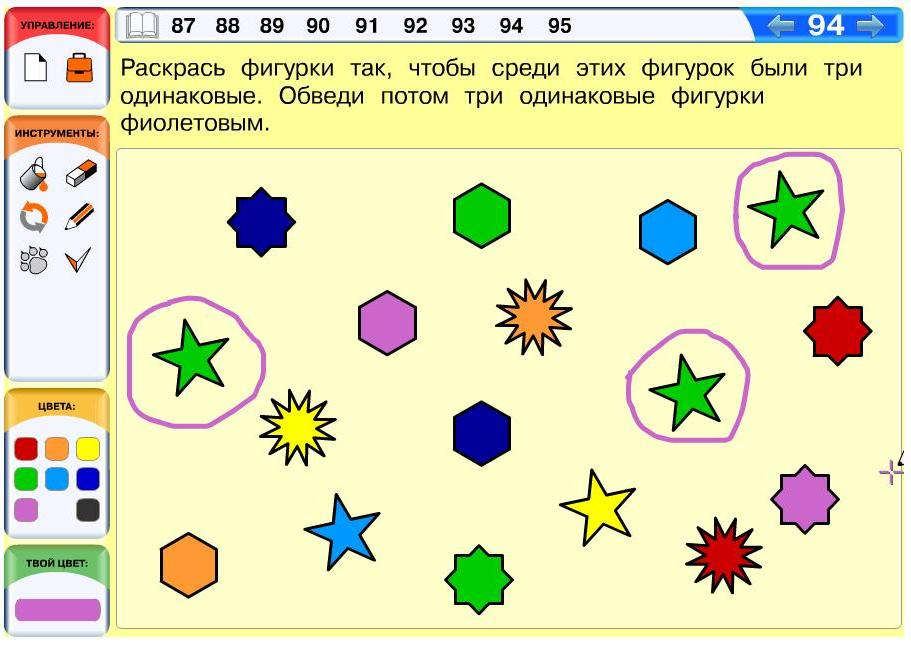 УПРАВЛЕНИЕ:
87 88 89 90 91 92 93 94 95
94
Раскрась фигурки так, чтобы среди этих фигурок были три
одинаковые. Обведи потом три одинаковые фигурки
фиолетовым.
ИНСТРУМЕНТЫ:
ЦВЕТА:
ТВОЙ ЦВЕТ: